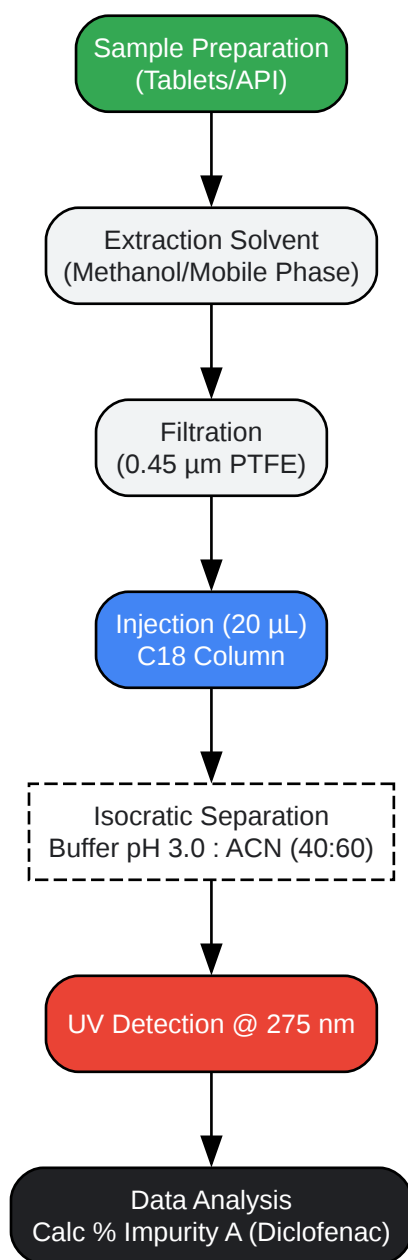 Sample Preparation
(Tablets/API)
Extraction Solvent
(Methanol/Mobile Phase)
Filtration
(0.45 µm PTFE)
Injection (20 µL)
C18 Column
Isocratic Separation
Buffer pH 3.0 : ACN (40:60)
UV Detection @ 275 nm
Data Analysis
Calc % Impurity A (Diclofenac)